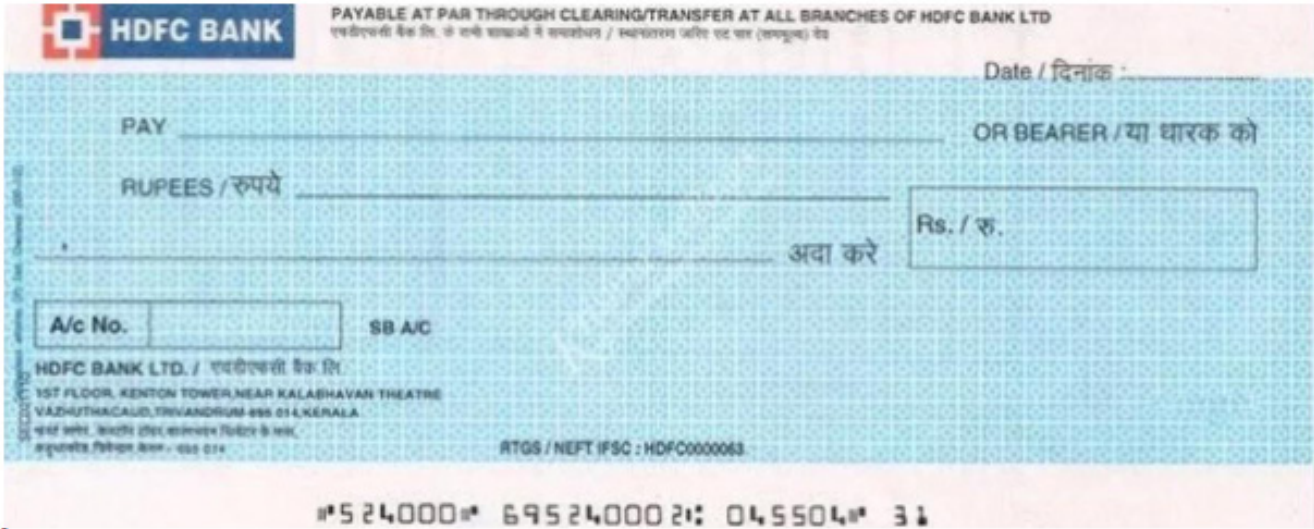 HDFC BANK
PAYABLE AT PAR THROUGH CLEARING/TRANSFER AT ALL BRANCHES OF HDFC BANK LTD
Date / दिनांक :
PAY
OR BEARER / या धारक को
RUPEES / रुपये
Rs. / रु.
अदा करे
A/c No.
SB A/C
HDFC BANK LTD. / एचडीएफसी बैंक लि.
1ST FLOOR, KENTON TOWER,NEAR KALABHAVAN THEATRE
VAZHUTHACAUD,TRIVANDRUM-695 014,KERALA
RTGS / NEFT IFSC : HDFC0000063
⑈524000⑈ 695240002⑆ 045504⑈ 31